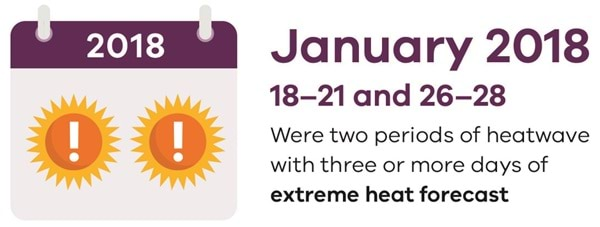 2018
!
!
January 2018
18–21 and 26–28
Were two periods of heatwave
with three or more days of
extreme heat forecast